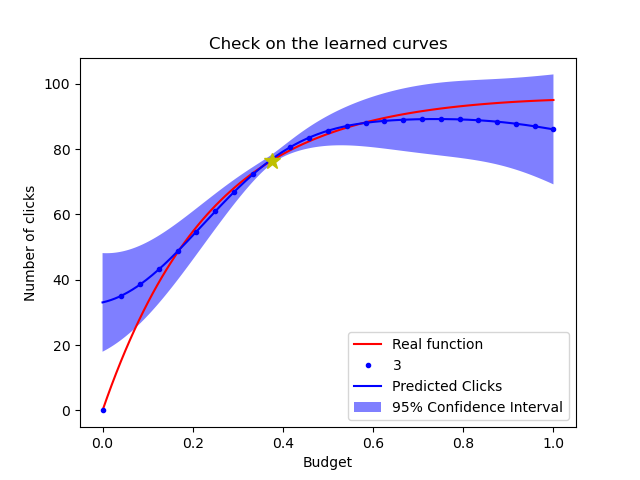 Check on the learned curves
Number of clicks
100
80
60
40
20
0
0.0 0.2 0.4 0.6 0.8 1.0
Budget
Real function
3
Predicted Clicks
95% Confidence Interval